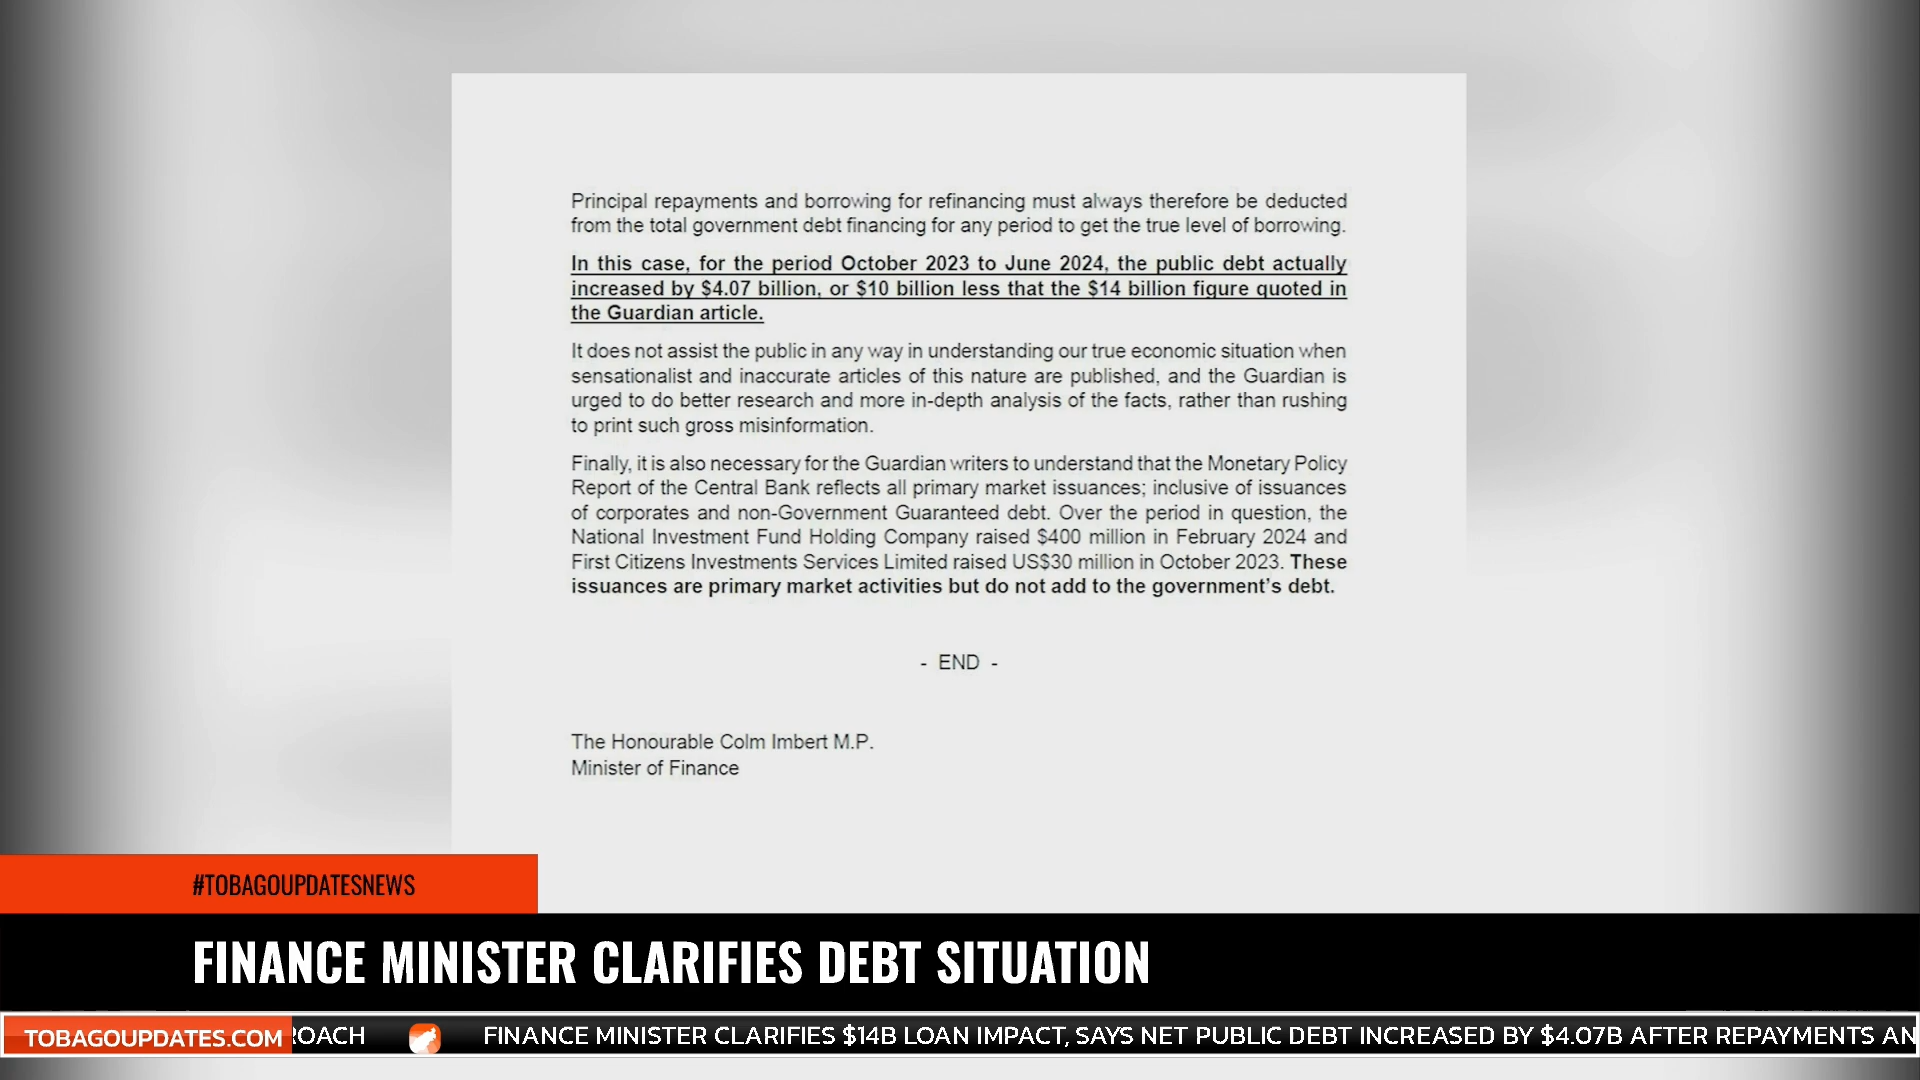 Principal repayments and borrowing for refinancing must always therefore be deducted
from the total government debt financing for any period to get the true level of borrowing.
In this case, for the period October 2023 to June 2024, the public debt actually
increased by $4.07 billion, or $10 billion less that the $14 billion figure quoted in
the Guardian article.
It does not assist the public in any way in understanding our true economic situation when
sensationalist and inaccurate articles of this nature are published, and the Guardian is
urged to do better research and more in-depth analysis of the facts, rather than rushing
to print such gross misinformation.
Finally, it is also necessary for the Guardian writers to understand that the Monetary Policy
Report of the Central Bank reflects all primary market issuances; inclusive of issuances
of corporates and non-Government Guaranteed debt. Over the period in question, the
National Investment Fund Holding Company raised $400 million in February 2024 and
First Citizens Investments Services Limited raised US$30 million in October 2023. These
issuances are primary market activities but do not add to the government's debt.
- END -
The Honourable Colm Imbert M.P.
Minister of Finance
#TOBAGOUPDATESNEWS
FINANCE MINISTER CLARIFIES DEBT SITUATION
TOBAGOUPDATES.COM ROACH FINANCE MINISTER CLARIFIES $14B LOAN IMPACT, SAYS NET PUBLIC DEBT INCREASED BY $4.07B AFTER REPAYMENTS AN